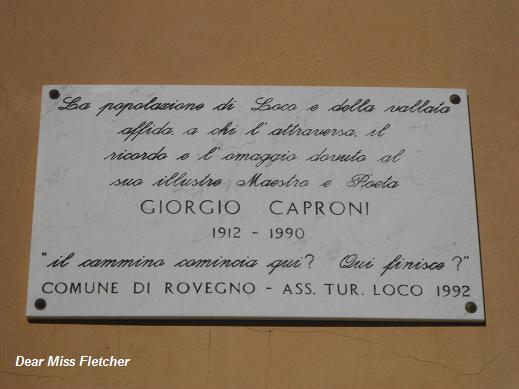 La popolazione di Loco e della vallata
affida, a chi l'attraversa, il
ricordo e l'omaggio dovuto al
suo illustre Maestro e Poeta
GIORGIO CAPRONI
1912 - 1990
"il cammino comincia qui? Qui finisce?"
COMUNE DI ROVEGNO - ASS. TUR. LOCO 1992
Dear Miss Fletcher